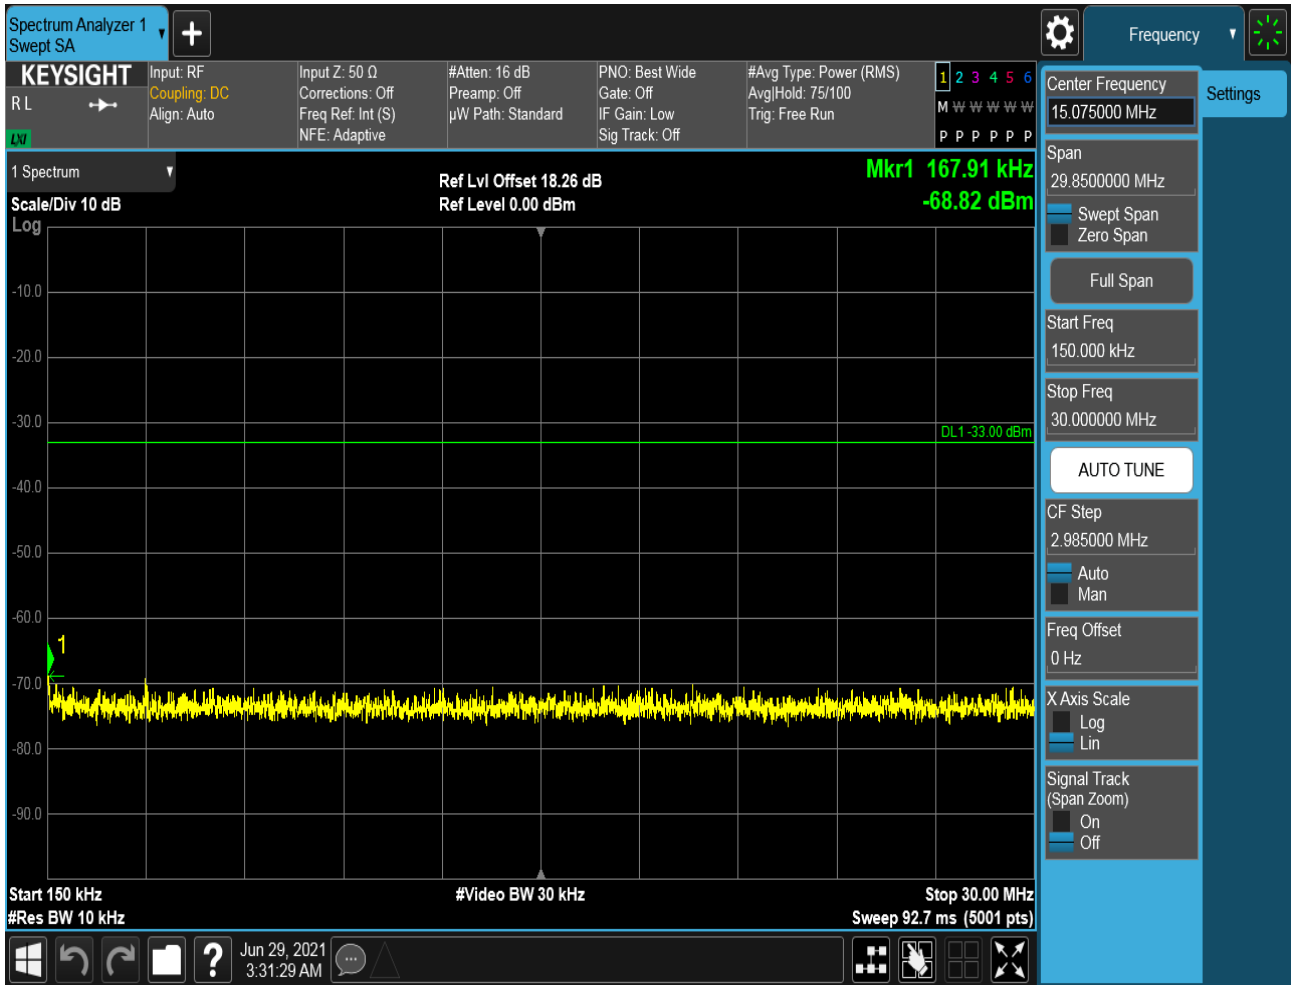 Spectrum Analyzer 1
Swept SA
Frequency
KEYSIGHT
R L
LXI
Input: RF
Coupling: DC
Align: Auto
Input Z: 50 Ω
Corrections: Off
Freq Ref: Int (S)
NFE: Adaptive
#Atten: 16 dB
Preamp: Off
µW Path: Standard
PNO: Best Wide
Gate: Off
IF Gain: Low
Sig Track: Off
#Avg Type: Power (RMS)
Avg|Hold: 75/100
Trig: Free Run
1 2 3 4 5 6
M W W W W W
P P P P P P
1 Spectrum
Scale/Div 10 dB
Log
Ref Lvl Offset 18.26 dB
Ref Level 0.00 dBm
Mkr1 167.91 kHz
-68.82 dBm
-10.0
-20.0
-30.0
DL1 -33.00 dBm
-40.0
-50.0
-60.0
1
-70.0
-80.0
-90.0
Start 150 kHz
#Video BW 30 kHz
Stop 30.00 MHz
#Res BW 10 kHz
Sweep 92.7 ms (5001 pts)
?
Jun 29, 2021
3:31:29 AM
Center Frequency
15.075000 MHz
Settings
Span
29.8500000 MHz
Swept Span
Zero Span
Full Span
Start Freq
150.000 kHz
Stop Freq
30.000000 MHz
AUTO TUNE
CF Step
2.985000 MHz
Auto
Man
Freq Offset
0 Hz
X Axis Scale
Log
Lin
Signal Track
(Span Zoom)
On
Off